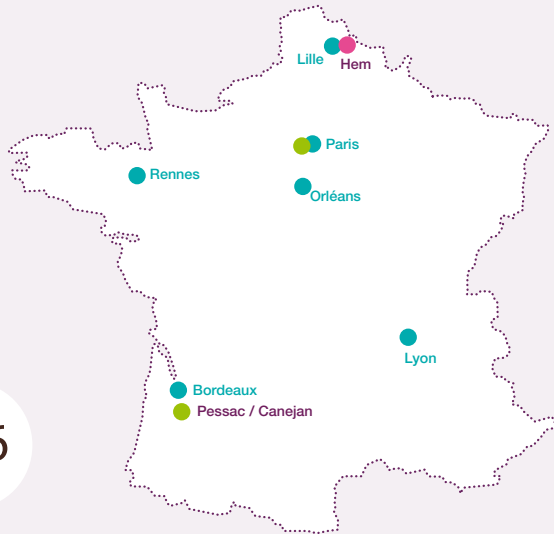 Lille
Hem
Paris
Rennes
Orléans
Lyon
Bordeaux
Pessac / Canejan